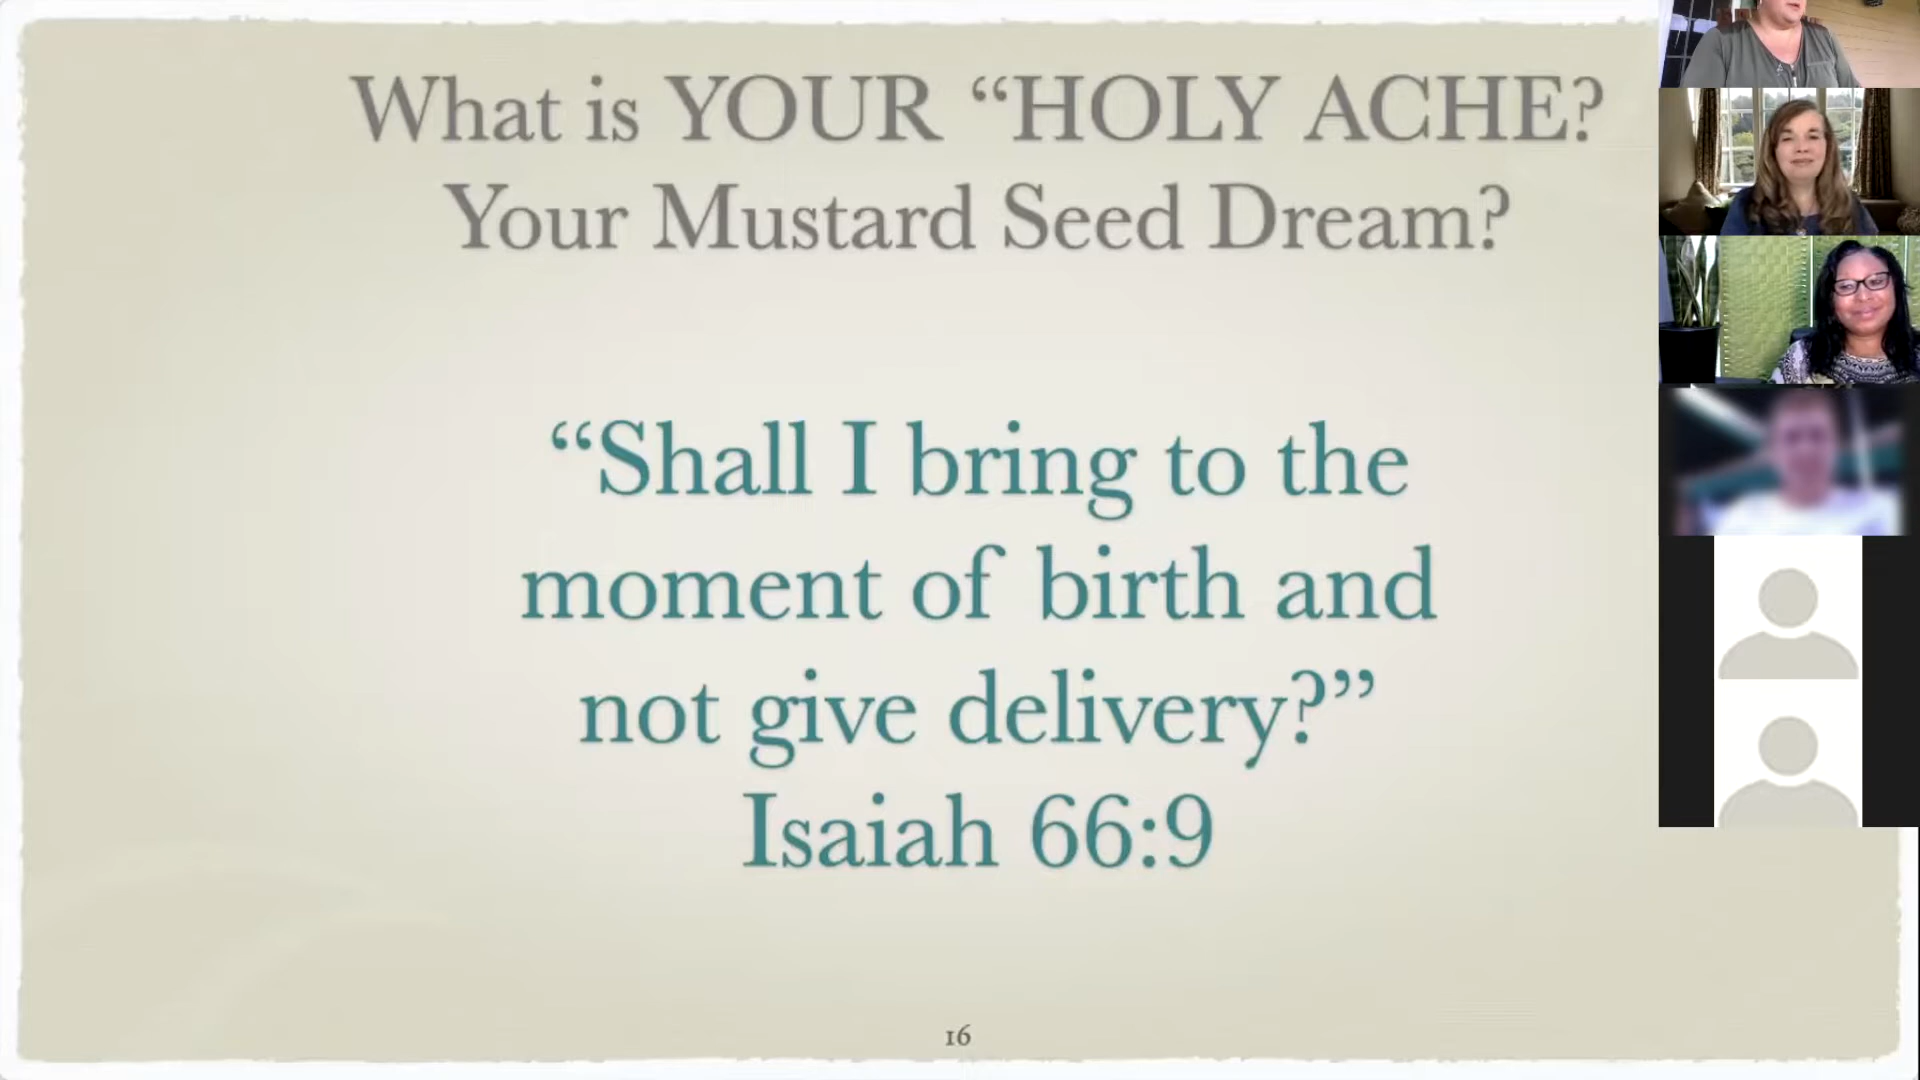 What is YOUR “HOLY ACHE?
Your Mustard Seed Dream?
“Shall I bring to the
moment of birth and
not give delivery?”
Isaiah 66:9
16